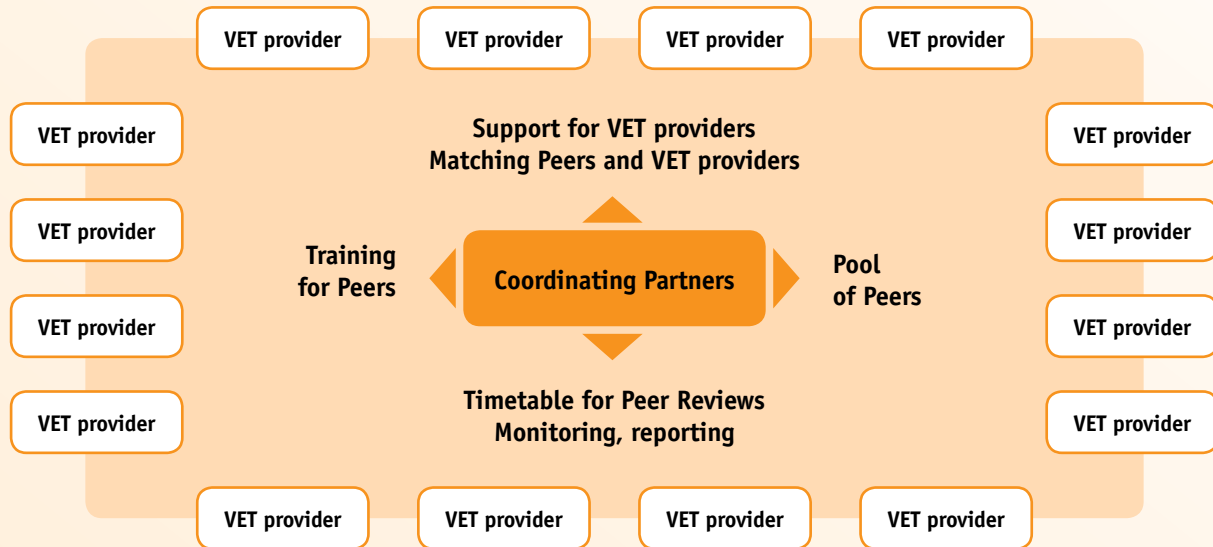 VET provider
VET provider
VET provider
VET provider
VET provider
VET provider
VET provider
VET provider
Support for VET providers
Matching Peers and VET providers
Training
for Peers
Coordinating Partners
Pool
of Peers
Timetable for Peer Reviews
Monitoring, reporting
VET provider
VET provider
VET provider
VET provider
VET provider
VET provider
VET provider
VET provider